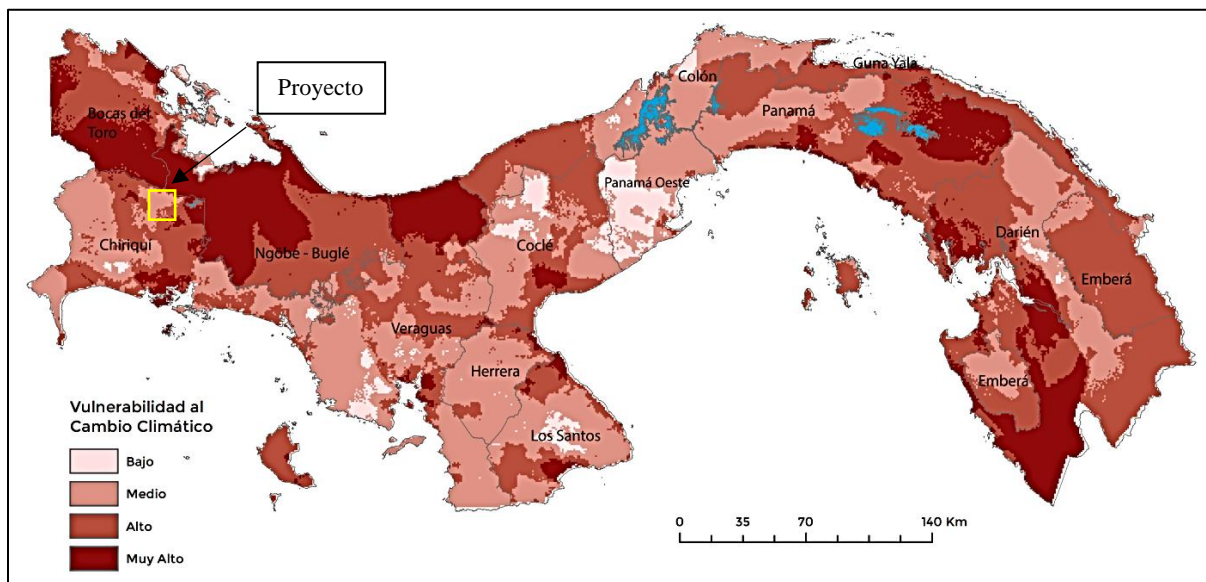 Proyecto
Colón
Guna Yala
Bocas del
Toro
Panamá
Panamá Oeste
Chiriquí
Ngöbe - Buglé
Coclé
Darién
Emberá
Veraguas
Herrera
Emberá
Los Santos
Vulnerabilidad al
Cambio Climático
Bajo
Medio
Alto
Muy Alto
0 35 70 140 Km